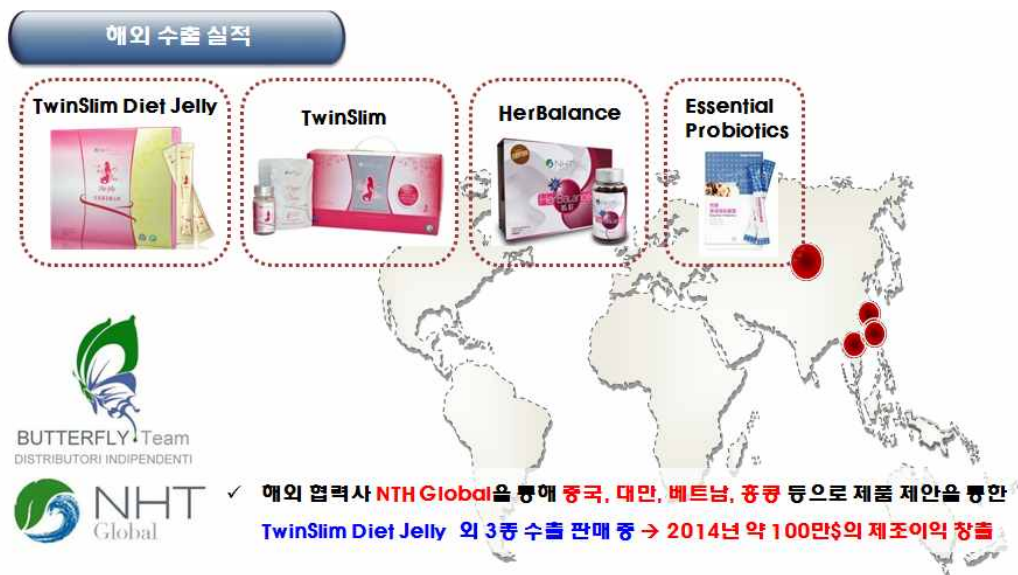 해외 수출 실적
TwinSlim Diet Jelly
TwinSlim
HerBalance
Essential
Probiotics
NHT
HerBalance
BUTTERFLY Team
DISTRIBUTORI INDIPENDENTI
NHT
Global
✓ 해외 협력사 NTH Global을 통해 중국, 대만, 베트남, 홍콩 등으로 제품 제안을 통한
TwinSlim Diet Jelly 외 3종 수출 판매 중 → 2014년 약 100만$의 제조이익 창출